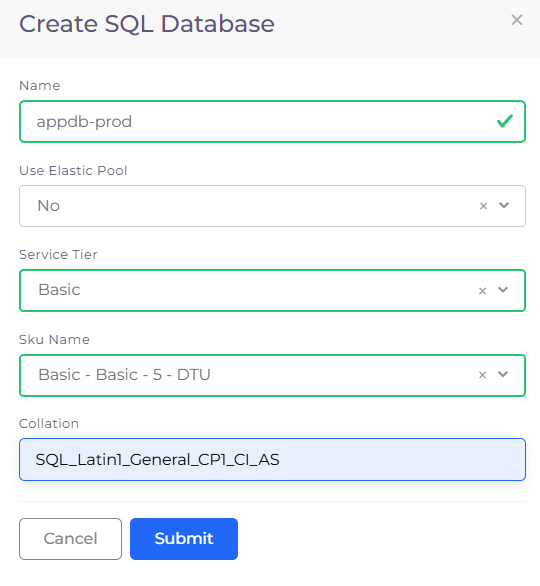 Create SQL Database
Name
appdb-prod
Use Elastic Pool
No
Service Tier
Basic
Sku Name
Basic - Basic - 5 - DTU
Collation
SQL_Latin1_General_CP1_CI_AS
Cancel Submit